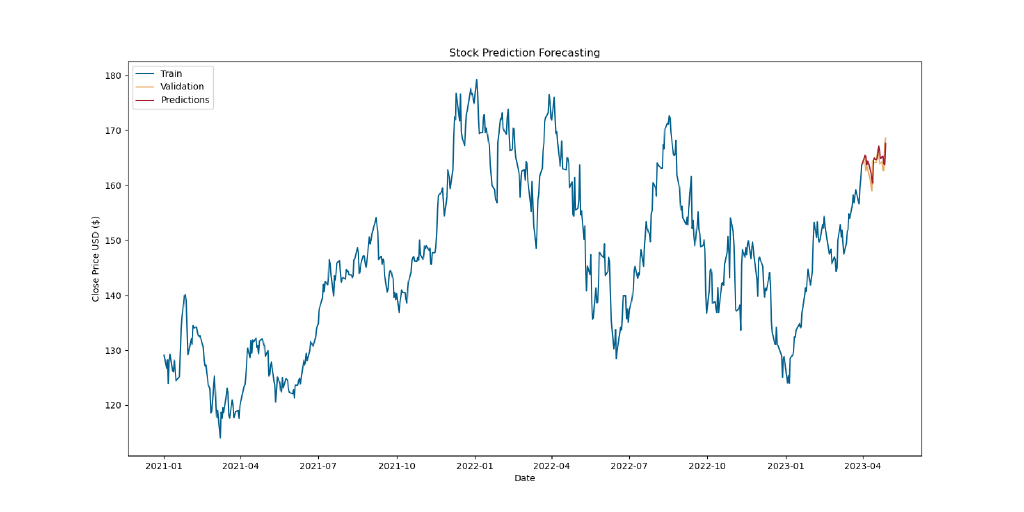 Stock Prediction Forecasting
Train
Validation
Predictions
Close Price USD ($)
180
170
160
150
140
130
120
2021-01 2021-04 2021-07 2021-10 2022-01 2022-04 2022-07 2022-10 2023-01 2023-04
Date